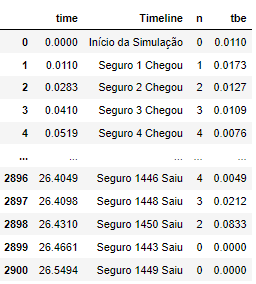 time Timeline n tbe
0 0.0000 Início da Simulação 0 0.0110
1 0.0110 Seguro 1 Chegou 1 0.0173
2 0.0283 Seguro 2 Chegou 2 0.0127
3 0.0410 Seguro 3 Chegou 3 0.0109
4 0.0519 Seguro 4 Chegou 4 0.0076
... ... ... ... ...
2896 26.4049 Seguro 1446 Saiu 4 0.0049
2897 26.4098 Seguro 1448 Saiu 3 0.0212
2898 26.4310 Seguro 1450 Saiu 2 0.0833
2899 26.4661 Seguro 1443 Saiu 0 0.0000
2900 26.5494 Seguro 1449 Saiu 0 0.0000